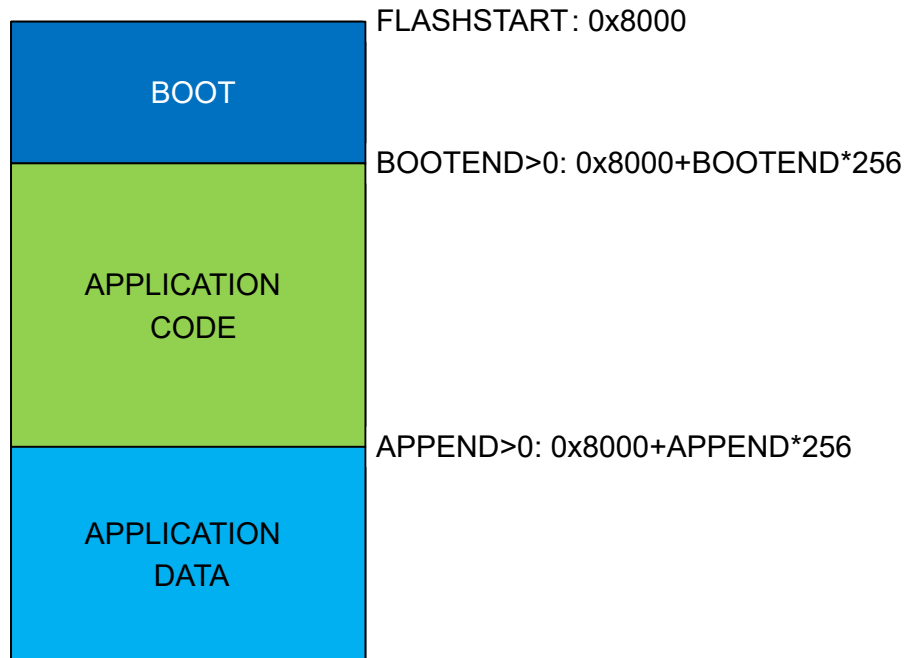 FLASHSTART: 0x8000
BOOT
BOOTEND>0: 0x8000+BOOTEND*256
APPLICATION
CODE
APPEND>0: 0x8000+APPEND*256
APPLICATION
DATA